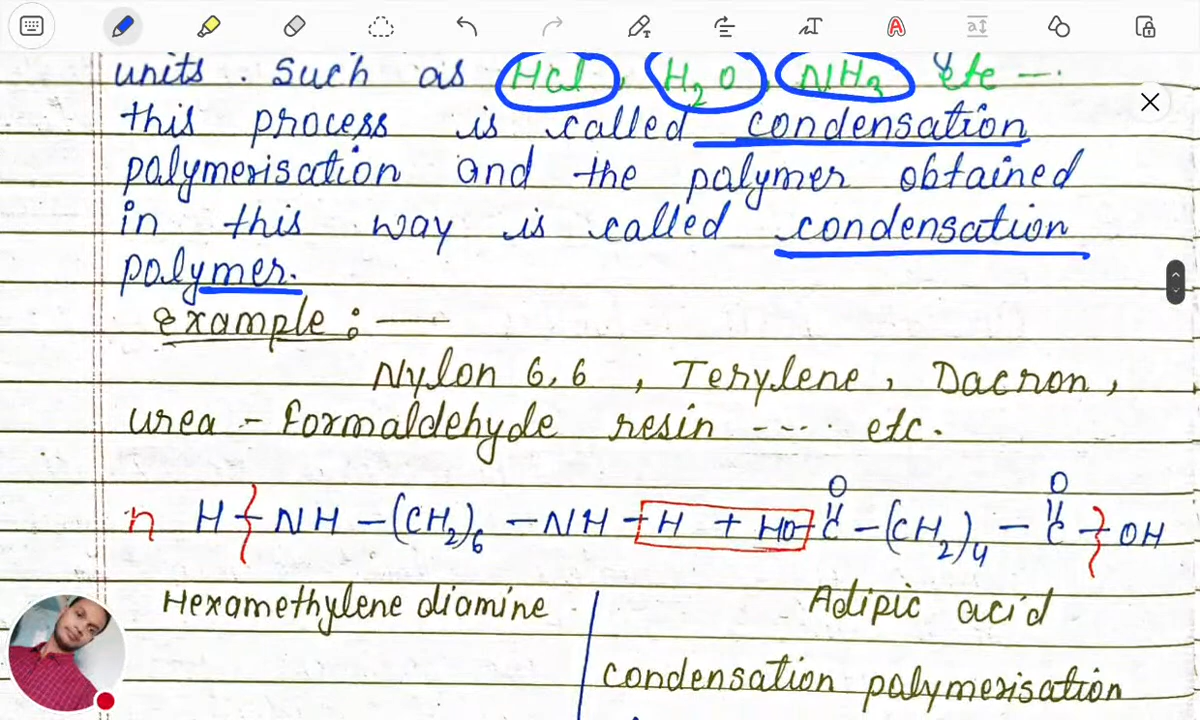 units. Such as HCl, H2O, NH3 etc —.
this process is called condensation
polymerisation and the polymer obtained
in this way is called condensation
polymer.
example : —
Nylon 6,6 , Terylene, Dacron,
urea - formaldehyde resin ---- etc.
O O
n H - NH - (CH2)6 - NH - H + HO - C - (CH2)4 - C - OH
Hexamethylene diamine Adipic acid
condensation polymerisation